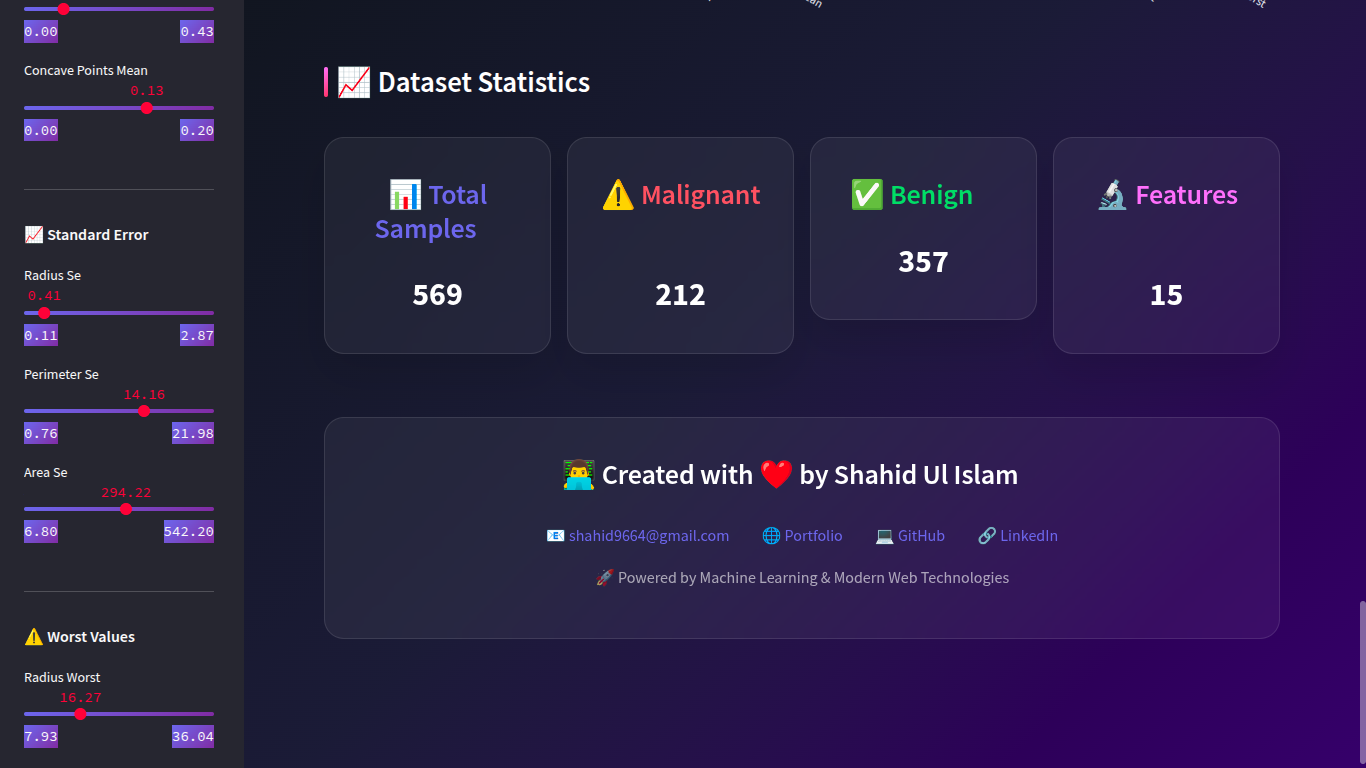 0.00 0.43
Concave Points Mean
0.13
0.00 0.20
📈 Standard Error
Radius Se
0.41
0.11 2.87
Perimeter Se
14.16
0.76 21.98
Area Se
294.22
6.80 542.20
⚠️ Worst Values
Radius Worst
16.27
7.93 36.04
📈 Dataset Statistics
📊 Total
Samples
569
⚠️ Malignant
212
✅ Benign
357
🔬 Features
15
👨‍💻 Created with ❤️ by Shahid Ul Islam
📧 shahid9664@gmail.com 🌐 Portfolio 💻 GitHub 🔗 LinkedIn
🚀 Powered by Machine Learning & Modern Web Technologies